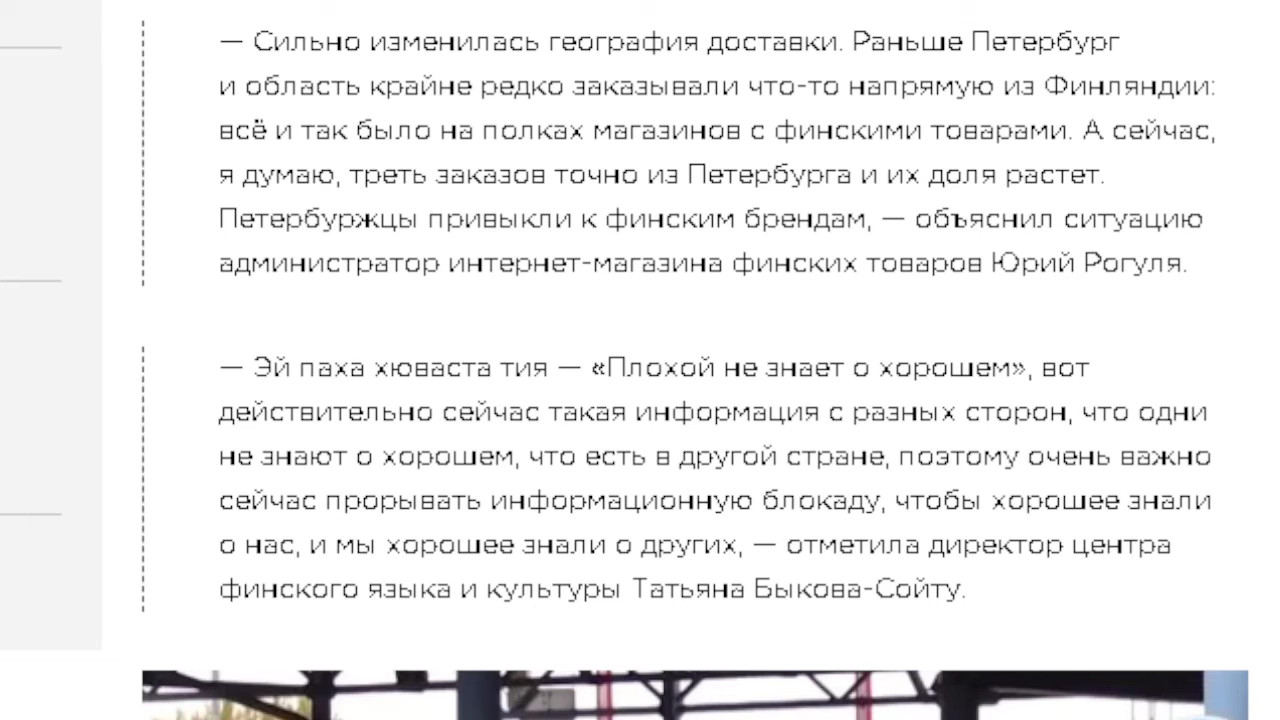 — Сильно изменилась география доставки. Раньше Петербург
и область крайне редко заказывали что-то напрямую из Финляндии:
всё и так было на полках магазинов с финскими товарами. А сейчас,
я думаю, треть заказов точно из Петербурга и их доля растет.
Петербуржцы привыкли к финским брендам, — объяснил ситуацию
администратор интернет-магазина финских товаров Юрий Рогуля.
— Эй паха хюваста тия — «Плохой не знает о хорошем», вот
действительно сейчас такая информация с разных сторон, что одни
не знают о хорошем, что есть в другой стране, поэтому очень важно
сейчас прорывать информационную блокаду, чтобы хорошее знали
о нас, и мы хорошее знали о других, — отметила директор центра
финского языка и культуры Татьяна Быкова-Сойту.